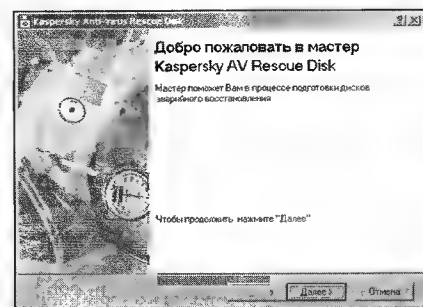 Kaspersky Anti-Virus Rescue Disk
Добро пожаловать в мастер
Kaspersky AV Rescue Disk
Мастер поможет Вам в процессе подготовки дисков
аварийного восстановления
Чтобы продолжить нажмите "Далее"
Далее >
Отмена